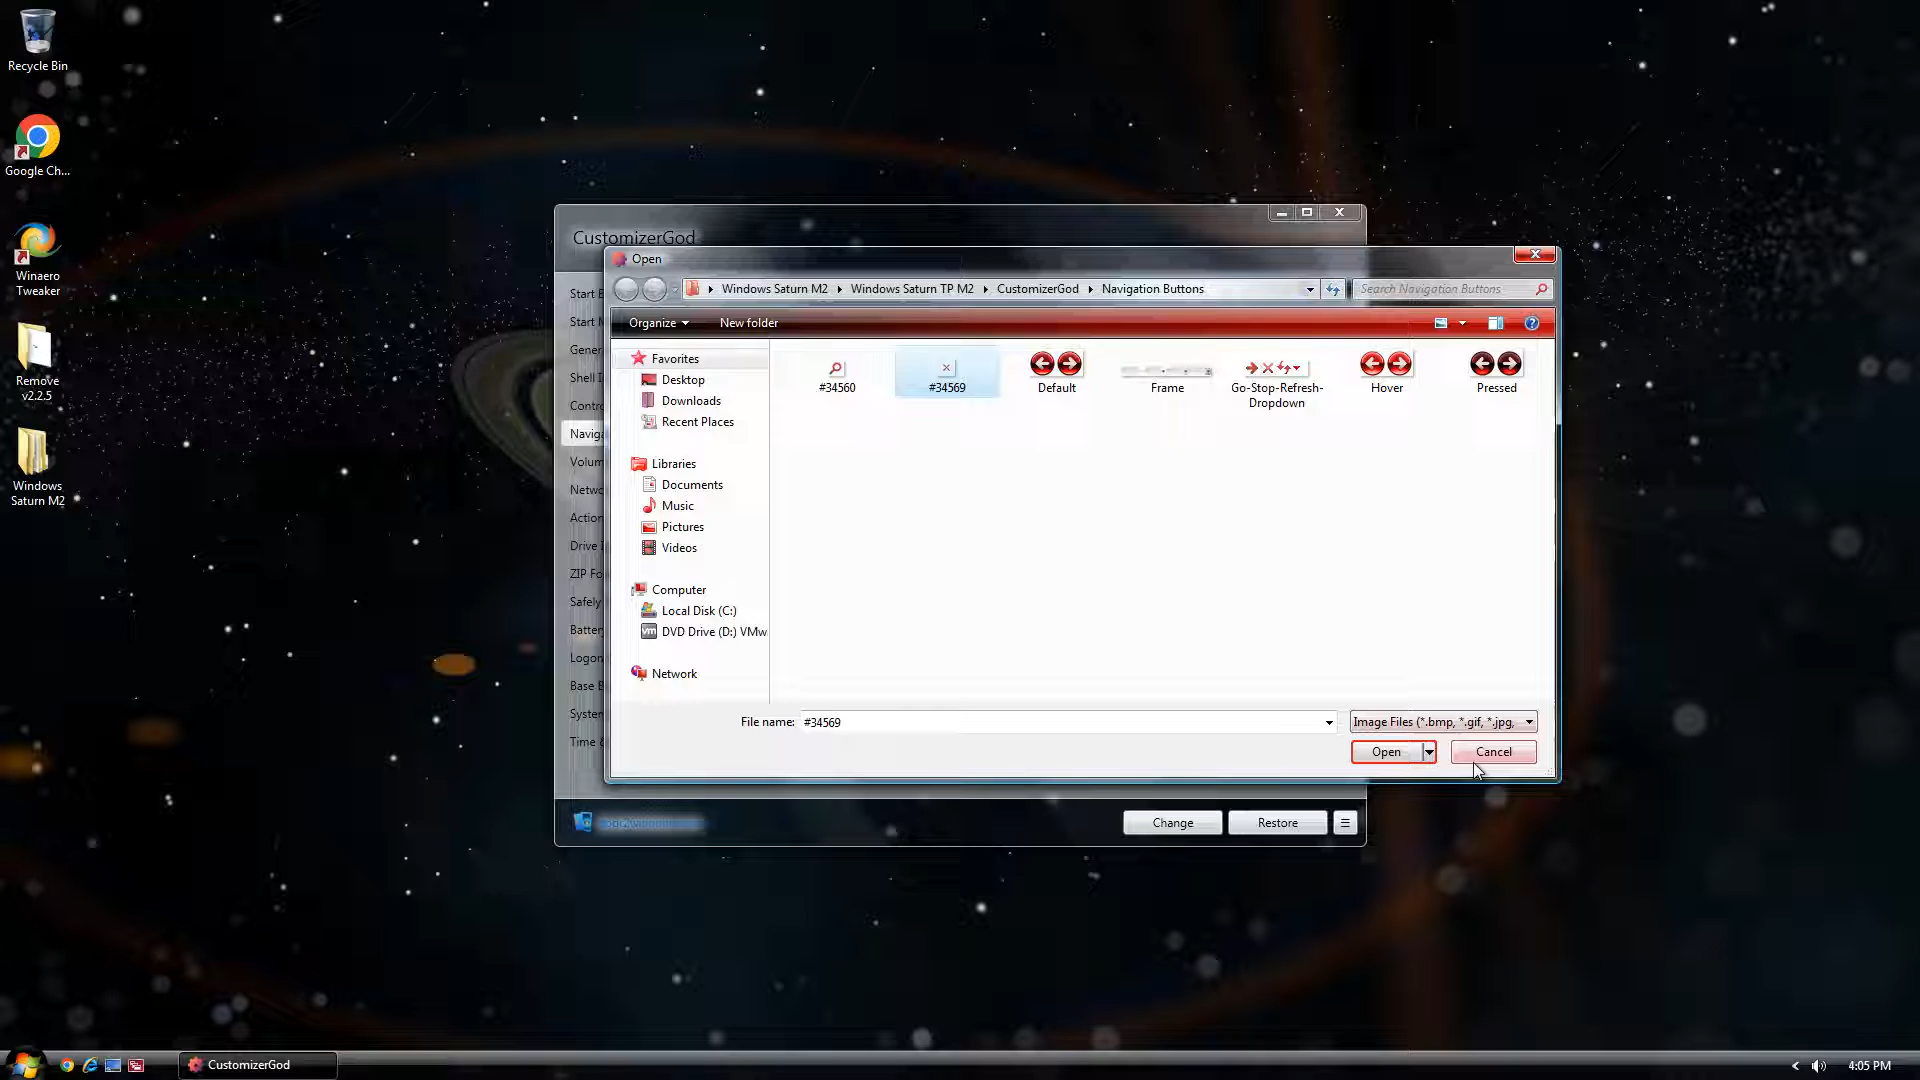 Recycle Bin
Google Ch...
Winaero
Tweaker
Remove
v2.2.5
Windows
Saturn M2
CustomizerGod
Start
Start
Gener
Shell I
Contr
Naviga
Volum
Netwo
Action
Drive I
ZIP Fo
Safely
Batter
Logon
Base B
System
Time
Open
Windows Saturn M2
Windows Saturn TP M2
CustomizerGod
Navigation Buttons
Search Navigation Buttons
Organize
New folder
Favorites
Desktop
Downloads
Recent Places
Libraries
Documents
Music
Pictures
Videos
Computer
Local Disk (C:)
DVD Drive (D:) VMw
Network
#34560
#34569
Default
Frame
Go-Stop-Refresh-
Dropdown
Hover
Pressed
File name:
#34569
Image Files (*.bmp, *.gif, *.jpg,
Open
Cancel
Change
Restore
CustomizerGod
4:05 PM